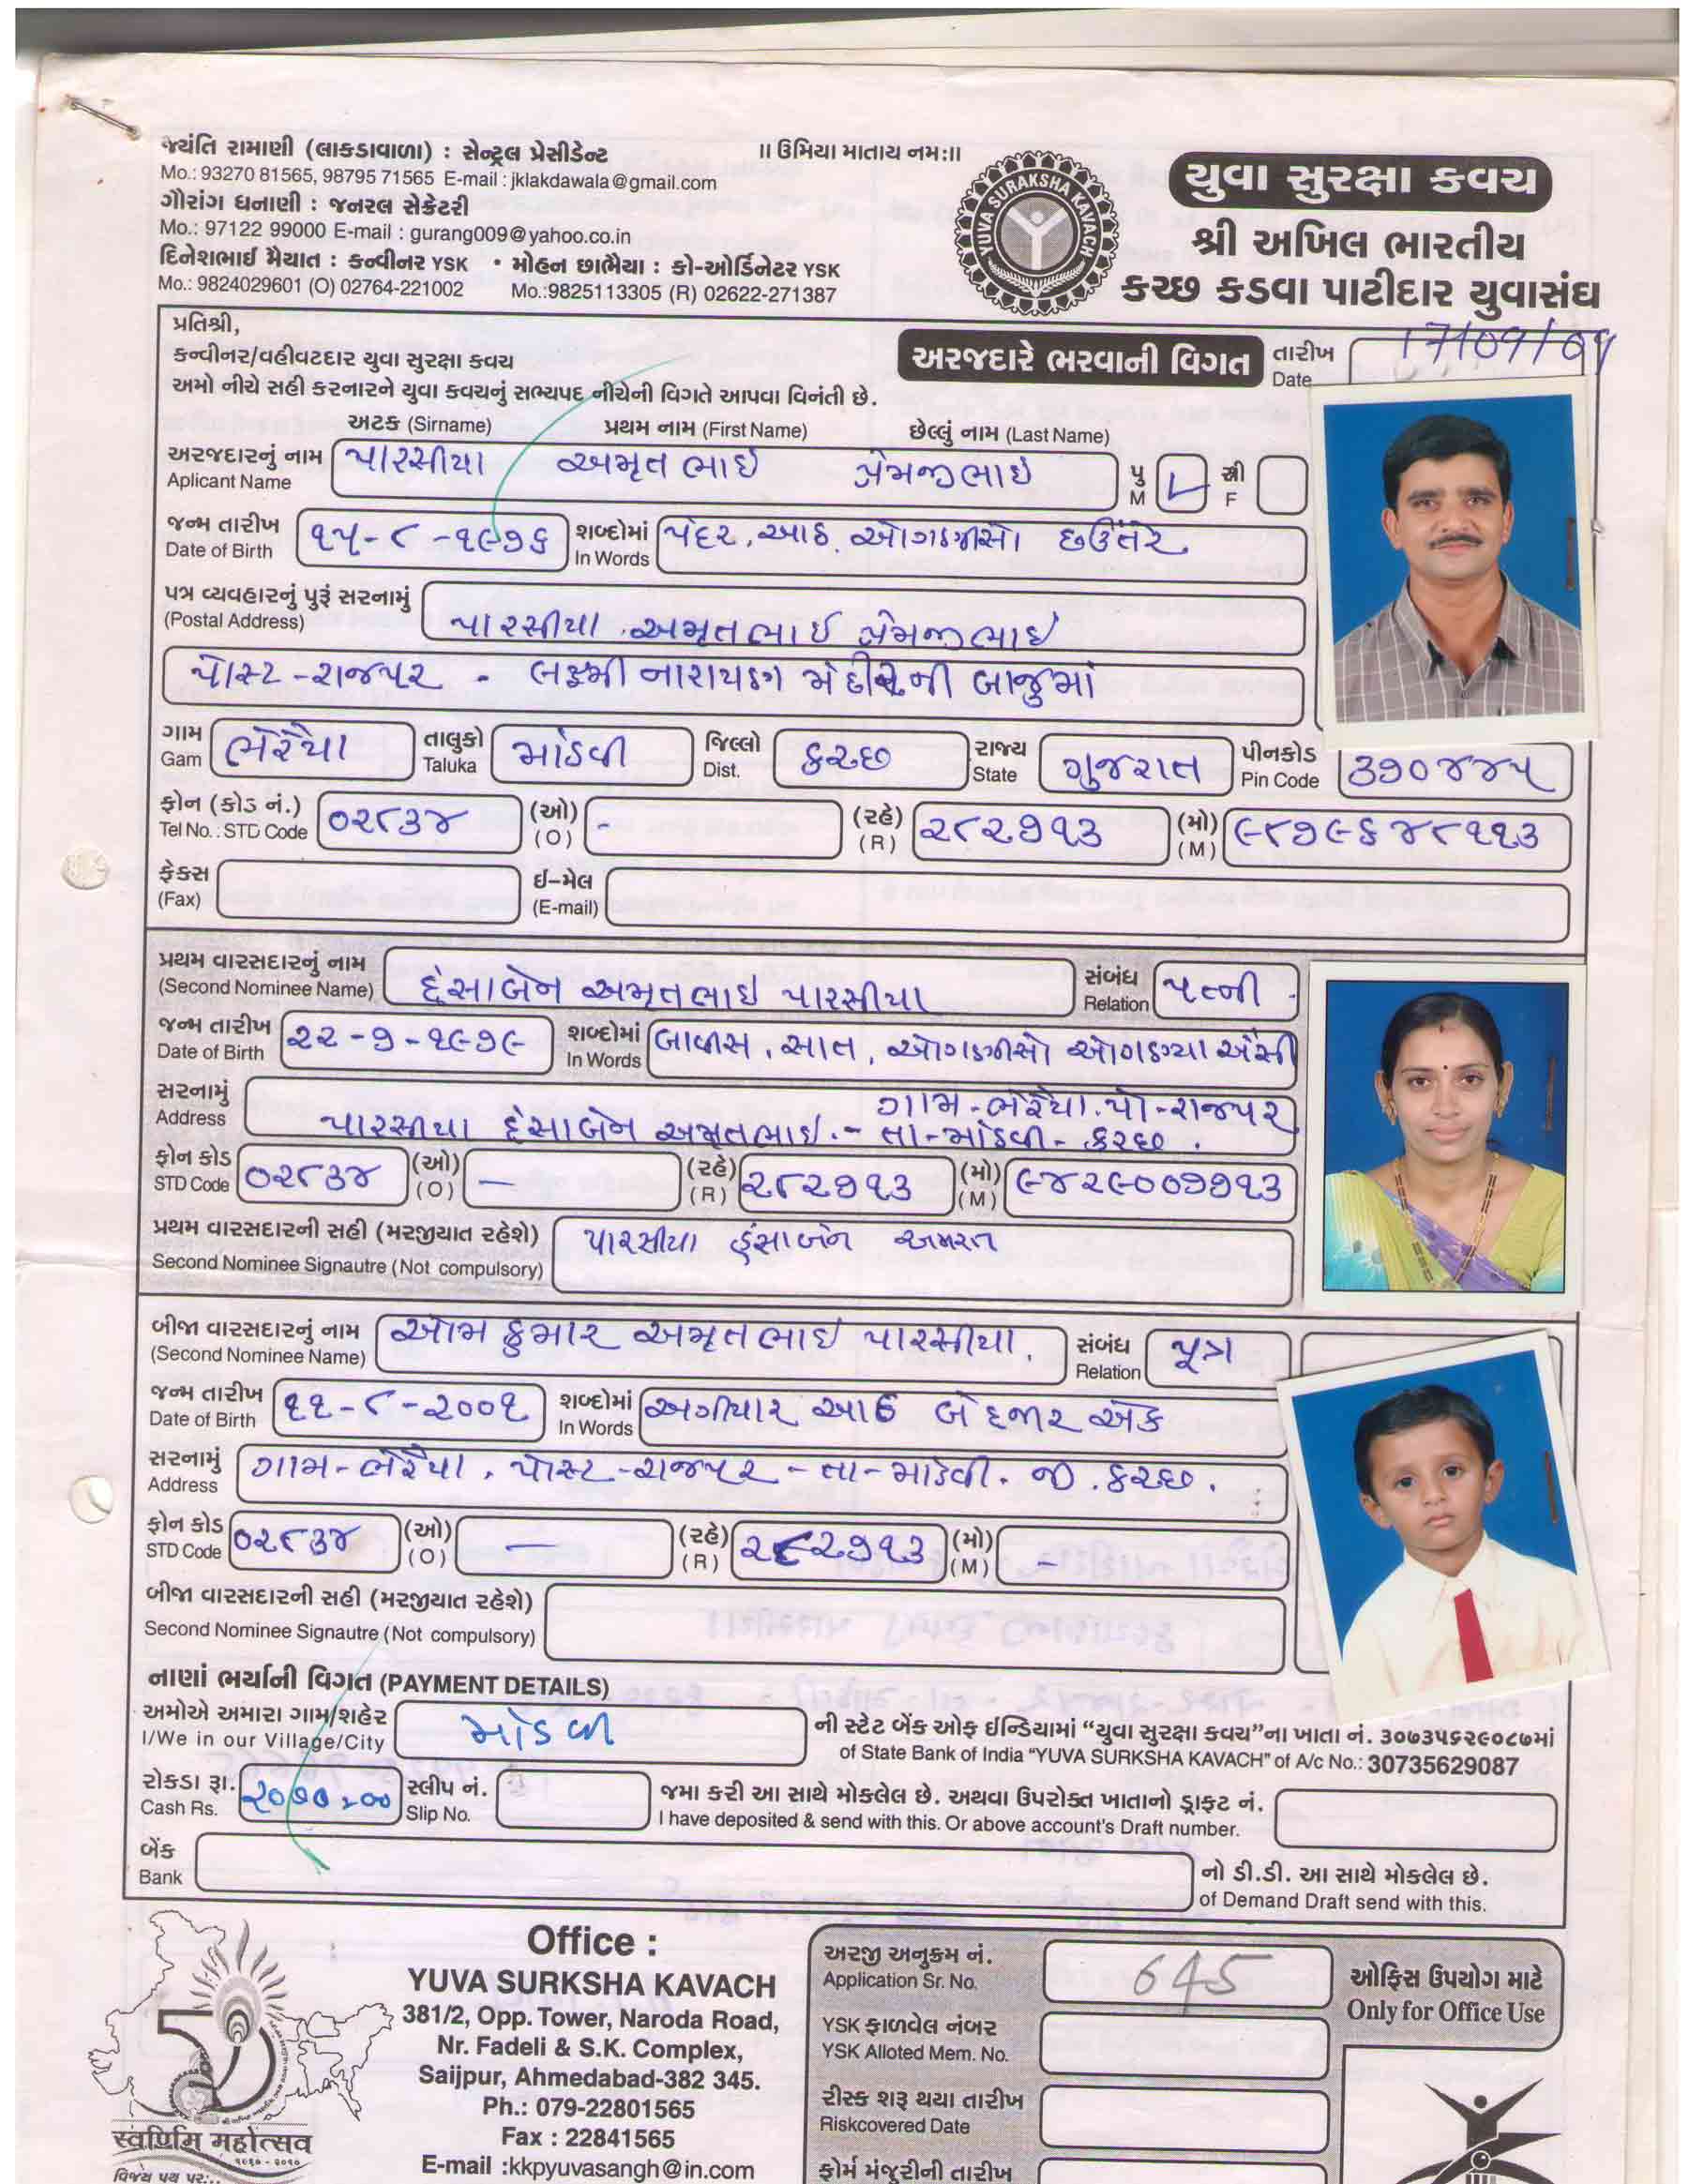 જ્યંતિ રામાણી (લાકડાવાળા) : સેન્ટ્રલ પ્રેસીડેન્ટ
॥ ઉમિયા માતાય નમઃ॥
Mo.: 93270 81565, 98795 71565 E-mail : jklakdawala@gmail.com
ગૌરાંગ ધનાણી : જનરલ સેક્રેટરી
Mo.: 97122 99000 E-mail : gurang009@yahoo.co.in
દિનેશભાઈ મૈયાત : કન્વીનર YSK • મોહન છાભૈયા : કો-ઓર્ડિનેટર YSK
Mo.: 9824029601 (O) 02764-221002 Mo.:9825113305 (R) 02622-271387
YUVA SURAKSHA KAVACH
યુવા સુરક્ષા કવચ
શ્રી અખિલ ભારતીય
કચ્છ કડવા પાટીદાર યુવાસંઘ
પ્રતિશ્રી,
કન્વીનર/વહીવટદાર યુવા સુરક્ષા કવચ
અરજદારે ભરવાની વિગત
તારીખ Date 17/09/09
અમો નીચે સહી કરનારને યુવા કવચનું સભ્યપદ નીચેની વિગતે આપવા વિનંતી છે.
અટક (Sirname) પ્રથમ નામ (First Name) છેલ્લું નામ (Last Name)
અરજદારનું નામ પારસીયા અમૃતભાઈ પ્રેમજીભાઈ પુ સ્ત્રી
Aplicant Name M F
જન્મ તારીખ ૧૫-૮-૧૯૭૬ શબ્દોમાં પંદર, આઠ, ઓગણીસો છઉંતેર
Date of Birth In Words
પત્ર વ્યવહારનું પુરૂં સરનામું
(Postal Address) પારસીયા અમૃતભાઈ પ્રેમજીભાઈ
પોસ્ટ-રાજપર - લક્ષ્મી નારાયણ મંદીરની બાજુમાં
ગામ ભેરૈયા તાલુકો માંડવી જિલ્લો કચ્છ રાજ્ય ગુજરાત પીનકોડ ૩૭૦૪૪૫
Gam Taluka Dist. State Pin Code
ફોન (કોડ નં.) ૦૨૮૩૪ (ઓ) - (રહે) ૨૮૨૭૧૩ (મો) ૯૮૭૯૬૪૮૧૧૩
Tel No. : STD Code (O) (R) (M)
ફેક્સ ઈ-મેલ
(Fax) (E-mail)
પ્રથમ વારસદારનું નામ હંસાબેન અમૃતભાઈ પારસીયા સંબંધ પત્ની
(Second Nominee Name) Relation
જન્મ તારીખ ૨૨-૭-૧૯૭૯ શબ્દોમાં બાવીસ, સાત, ઓગણીસો ઓગણ્યા એંસી
Date of Birth In Words
સરનામું ગામ-ભેરૈયા. પો-રાજપર
Address પારસીયા હંસાબેન અમૃતભાઈ.- તા-માંડવી- કચ્છ.
ફોન કોડ ૦૨૮૩૪ (ઓ) — (રહે) ૨૮૨૭૧૩ (મો) ૯૪૨૯૦૦૭૭૧૩
STD Code (O) (R) (M)
પ્રથમ વારસદારની સહી (મરજીયાત રહેશે) પારસીયા હંસાબેન અમરત
Second Nominee Signautre (Not compulsory)
બીજા વારસદારનું નામ ઓમ કુમાર અમૃતભાઈ પારસીયા. સંબંધ પૂત્ર
(Second Nominee Name) Relation
જન્મ તારીખ ૧૧-૮-૨૦૦૧ શબ્દોમાં અગીયાર આઠ બે હજાર એક
Date of Birth In Words
સરનામું ગામ-ભેરૈયા. પોસ્ટ-રાજપર - તા-માંડવી. જી. કચ્છ.
Address
ફોન કોડ ૦૨૮૩૪ (ઓ) — (રહે) ૨૮૨૭૧૩ (મો) -
STD Code (O) (R) (M)
બીજા વારસદારની સહી (મરજીયાત રહેશે)
Second Nominee Signautre (Not compulsory)
નાણાં ભર્યાની વિગત (PAYMENT DETAILS)
અમોએ અમારા ગામ/શહેર માંડવી ની સ્ટેટ બેંક ઓફ ઈન્ડિયામાં “યુવા સુરક્ષા કવચ”ના ખાતા નં. ૩૦૭૩૫૬૨૯૦૮૭માં
I/We in our Village/City of State Bank of India “YUVA SURKSHA KAVACH” of A/c No.: 30735629087
રોકડા રૂા. સ્લીપ નં. જમા કરી આ સાથે મોકલેલ છે. અથવા ઉપરોક્ત ખાતાનો ડ્રાફ્ટ નં.
Cash Rs. Slip No. I have deposited & send with this. Or above account's Draft number.
બેંક નો ડી.ડી. આ સાથે મોકલેલ છે.
Bank of Demand Draft send with this.
Office :
YUVA SURKSHA KAVACH
381/2, Opp. Tower, Naroda Road,
Nr. Fadeli & S.K. Complex,
Saijpur, Ahmedabad-382 345.
Ph.: 079-22801565
Fax : 22841565
E-mail :kkpyuvasangh@in.com
स्वर्णिम महोत्सव
વિજય પથ પર...
અરજી અનુક્રમ નં. 645
Application Sr. No.
ઓફિસ ઉપયોગ માટે
Only for Office Use
YSK ફાળવેલ નંબર
YSK Alloted Mem. No.
રીસ્ક શરૂ થયા તારીખ
Riskcovered Date
ફોર્મ મંજૂરીની તારીખ